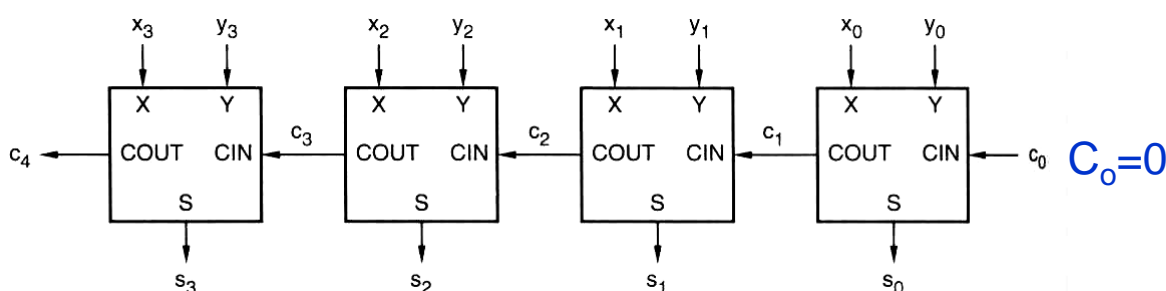 x₃ y₃ x₂ y₂ x₁ y₁ x₀ y₀
X Y X Y X Y X Y
c₄ COUT CIN c₃ COUT CIN c₂ COUT CIN c₁ COUT CIN c₀ C₀=0
S S S S
s₃ s₂ s₁ s₀